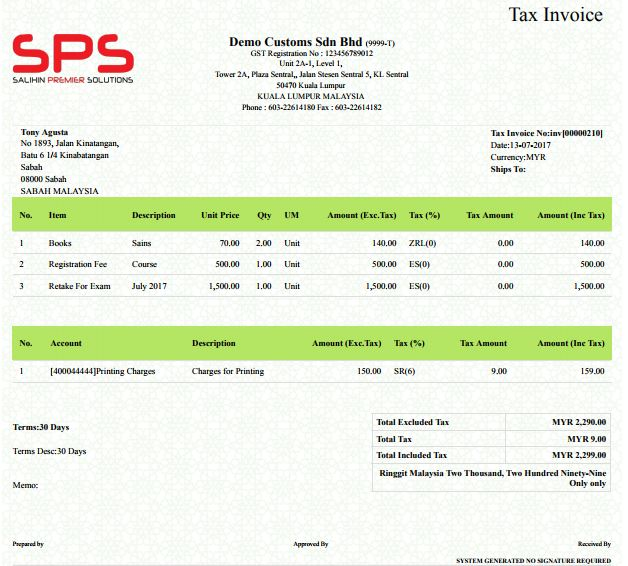 Tax Invoice
SPS
SALIHIN PREMIER SOLUTIONS
Demo Customs Sdn Bhd (9999-T)
GST Registration No : 123456789012
Unit 2A-1, Level 1,
Tower 2A, Plaza Sentral,, Jalan Stesen Sentral 5, KL Sentral
50470 Kuala Lumpur
KUALA LUMPUR MALAYSIA
Phone : 603-22614180 Fax : 603-22614182
Tony Agusta
No 1893, Jalan Kinatangan,
Batu 6 1/4 Kinabatangan
Sabah
08000 Sabah
SABAH MALAYSIA
Tax Invoice No:inv[00000210]
Date:13-07-2017
Currency:MYR
Ships To:
No. Item Description Unit Price Qty UM Amount (Exc.Tax) Tax (%) Tax Amount Amount (Inc Tax)
1 Books Sains 70.00 2.00 Unit 140.00 ZRL(0) 0.00 140.00
2 Registration Fee Course 500.00 1.00 Unit 500.00 ES(0) 0.00 500.00
3 Retake For Exam July 2017 1,500.00 1.00 Unit 1,500.00 ES(0) 0.00 1,500.00
No. Account Description Amount (Exc.Tax) Tax (%) Tax Amount Amount (Inc Tax)
1 [400044444]Printing Charges Charges for Printing 150.00 SR(6) 9.00 159.00
Terms:30 Days
Terms Desc:30 Days
Memo:
Total Excluded Tax MYR 2,290.00
Total Tax MYR 9.00
Total Included Tax MYR 2,299.00
Ringgit Malaysia Two Thousand, Two Hundred Ninety-Nine
Only only
Prepared by Approved By Received By
SYSTEM GENERATED NO SIGNATURE REQUIRED